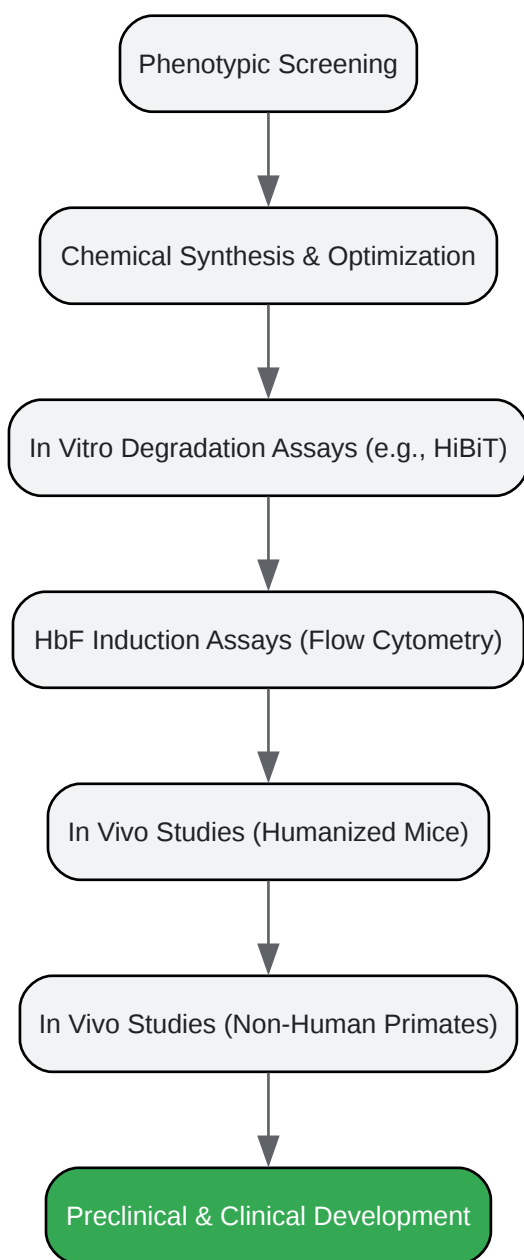 Phenotypic Screening
Chemical Synthesis & Optimization
In Vitro Degradation Assays (e.g., HiBiT)
HbF Induction Assays (Flow Cytometry)
In Vivo Studies (Humanized Mice)
In Vivo Studies (Non-Human Primates)
Preclinical & Clinical Development